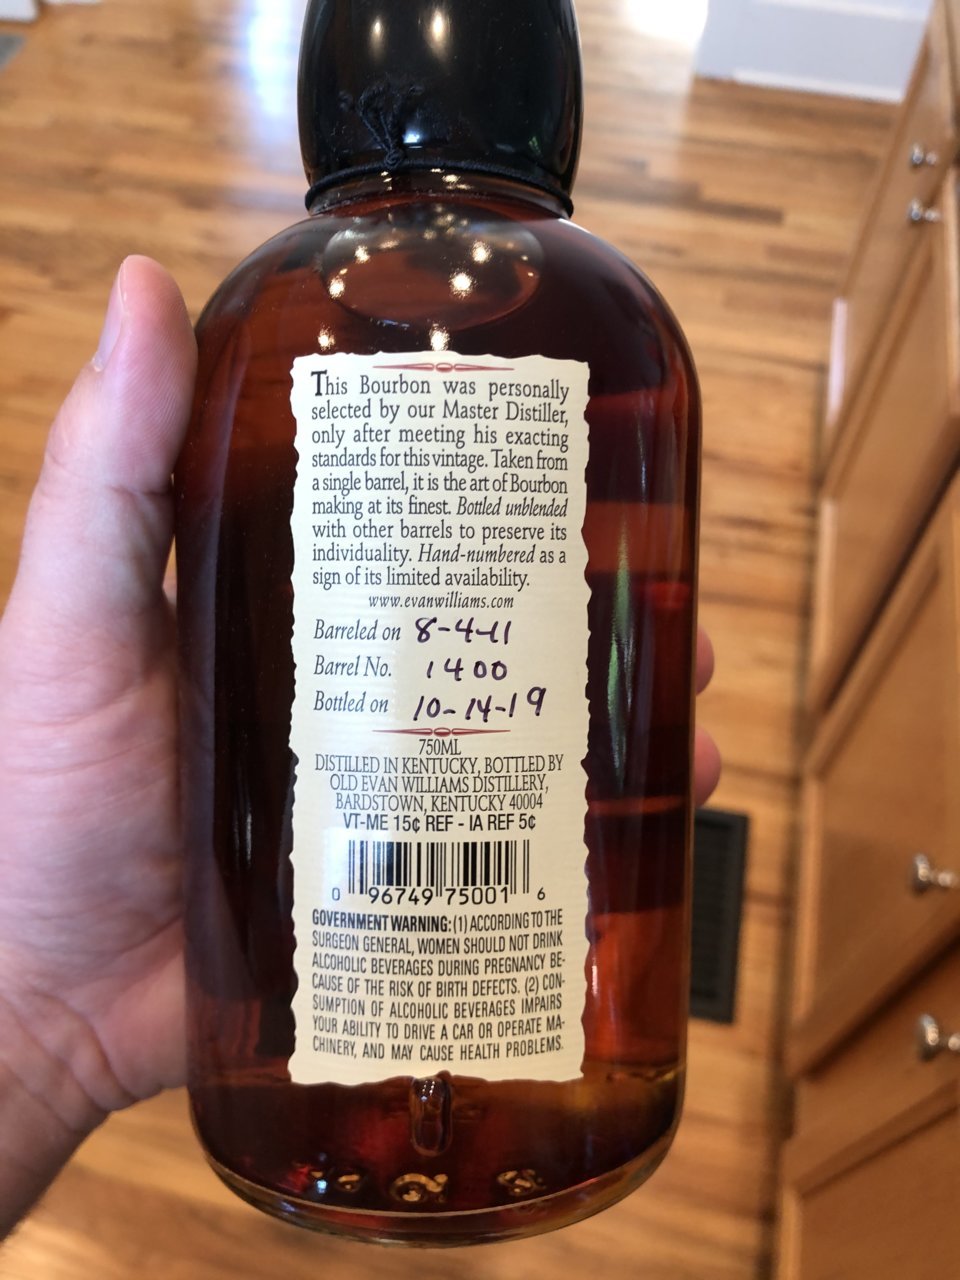 This Bourbon was personally
selected by our Master Distiller,
only after meeting his exacting
standards for this vintage. Taken from
a single barrel, it is the art of Bourbon
making at its finest. Bottled unblended
with other barrels to preserve its
individuality. Hand-numbered as a
sign of its limited availability.
www.evanwilliams.com
Barreled on 8-4-11
Barrel No. 1400
Bottled on 10-14-19
750ML
DISTILLED IN KENTUCKY, BOTTLED BY
OLD EVAN WILLIAMS DISTILLERY,
BARDSTOWN, KENTUCKY 40004
VT-ME 15¢ REF - IA REF 5¢
0 96749 75001 6
GOVERNMENT WARNING: (1) ACCORDING TO THE
SURGEON GENERAL, WOMEN SHOULD NOT DRINK
ALCOHOLIC BEVERAGES DURING PREGNANCY BE-
CAUSE OF THE RISK OF BIRTH DEFECTS. (2) CON-
SUMPTION OF ALCOHOLIC BEVERAGES IMPAIRS
YOUR ABILITY TO DRIVE A CAR OR OPERATE MA-
CHINERY, AND MAY CAUSE HEALTH PROBLEMS.